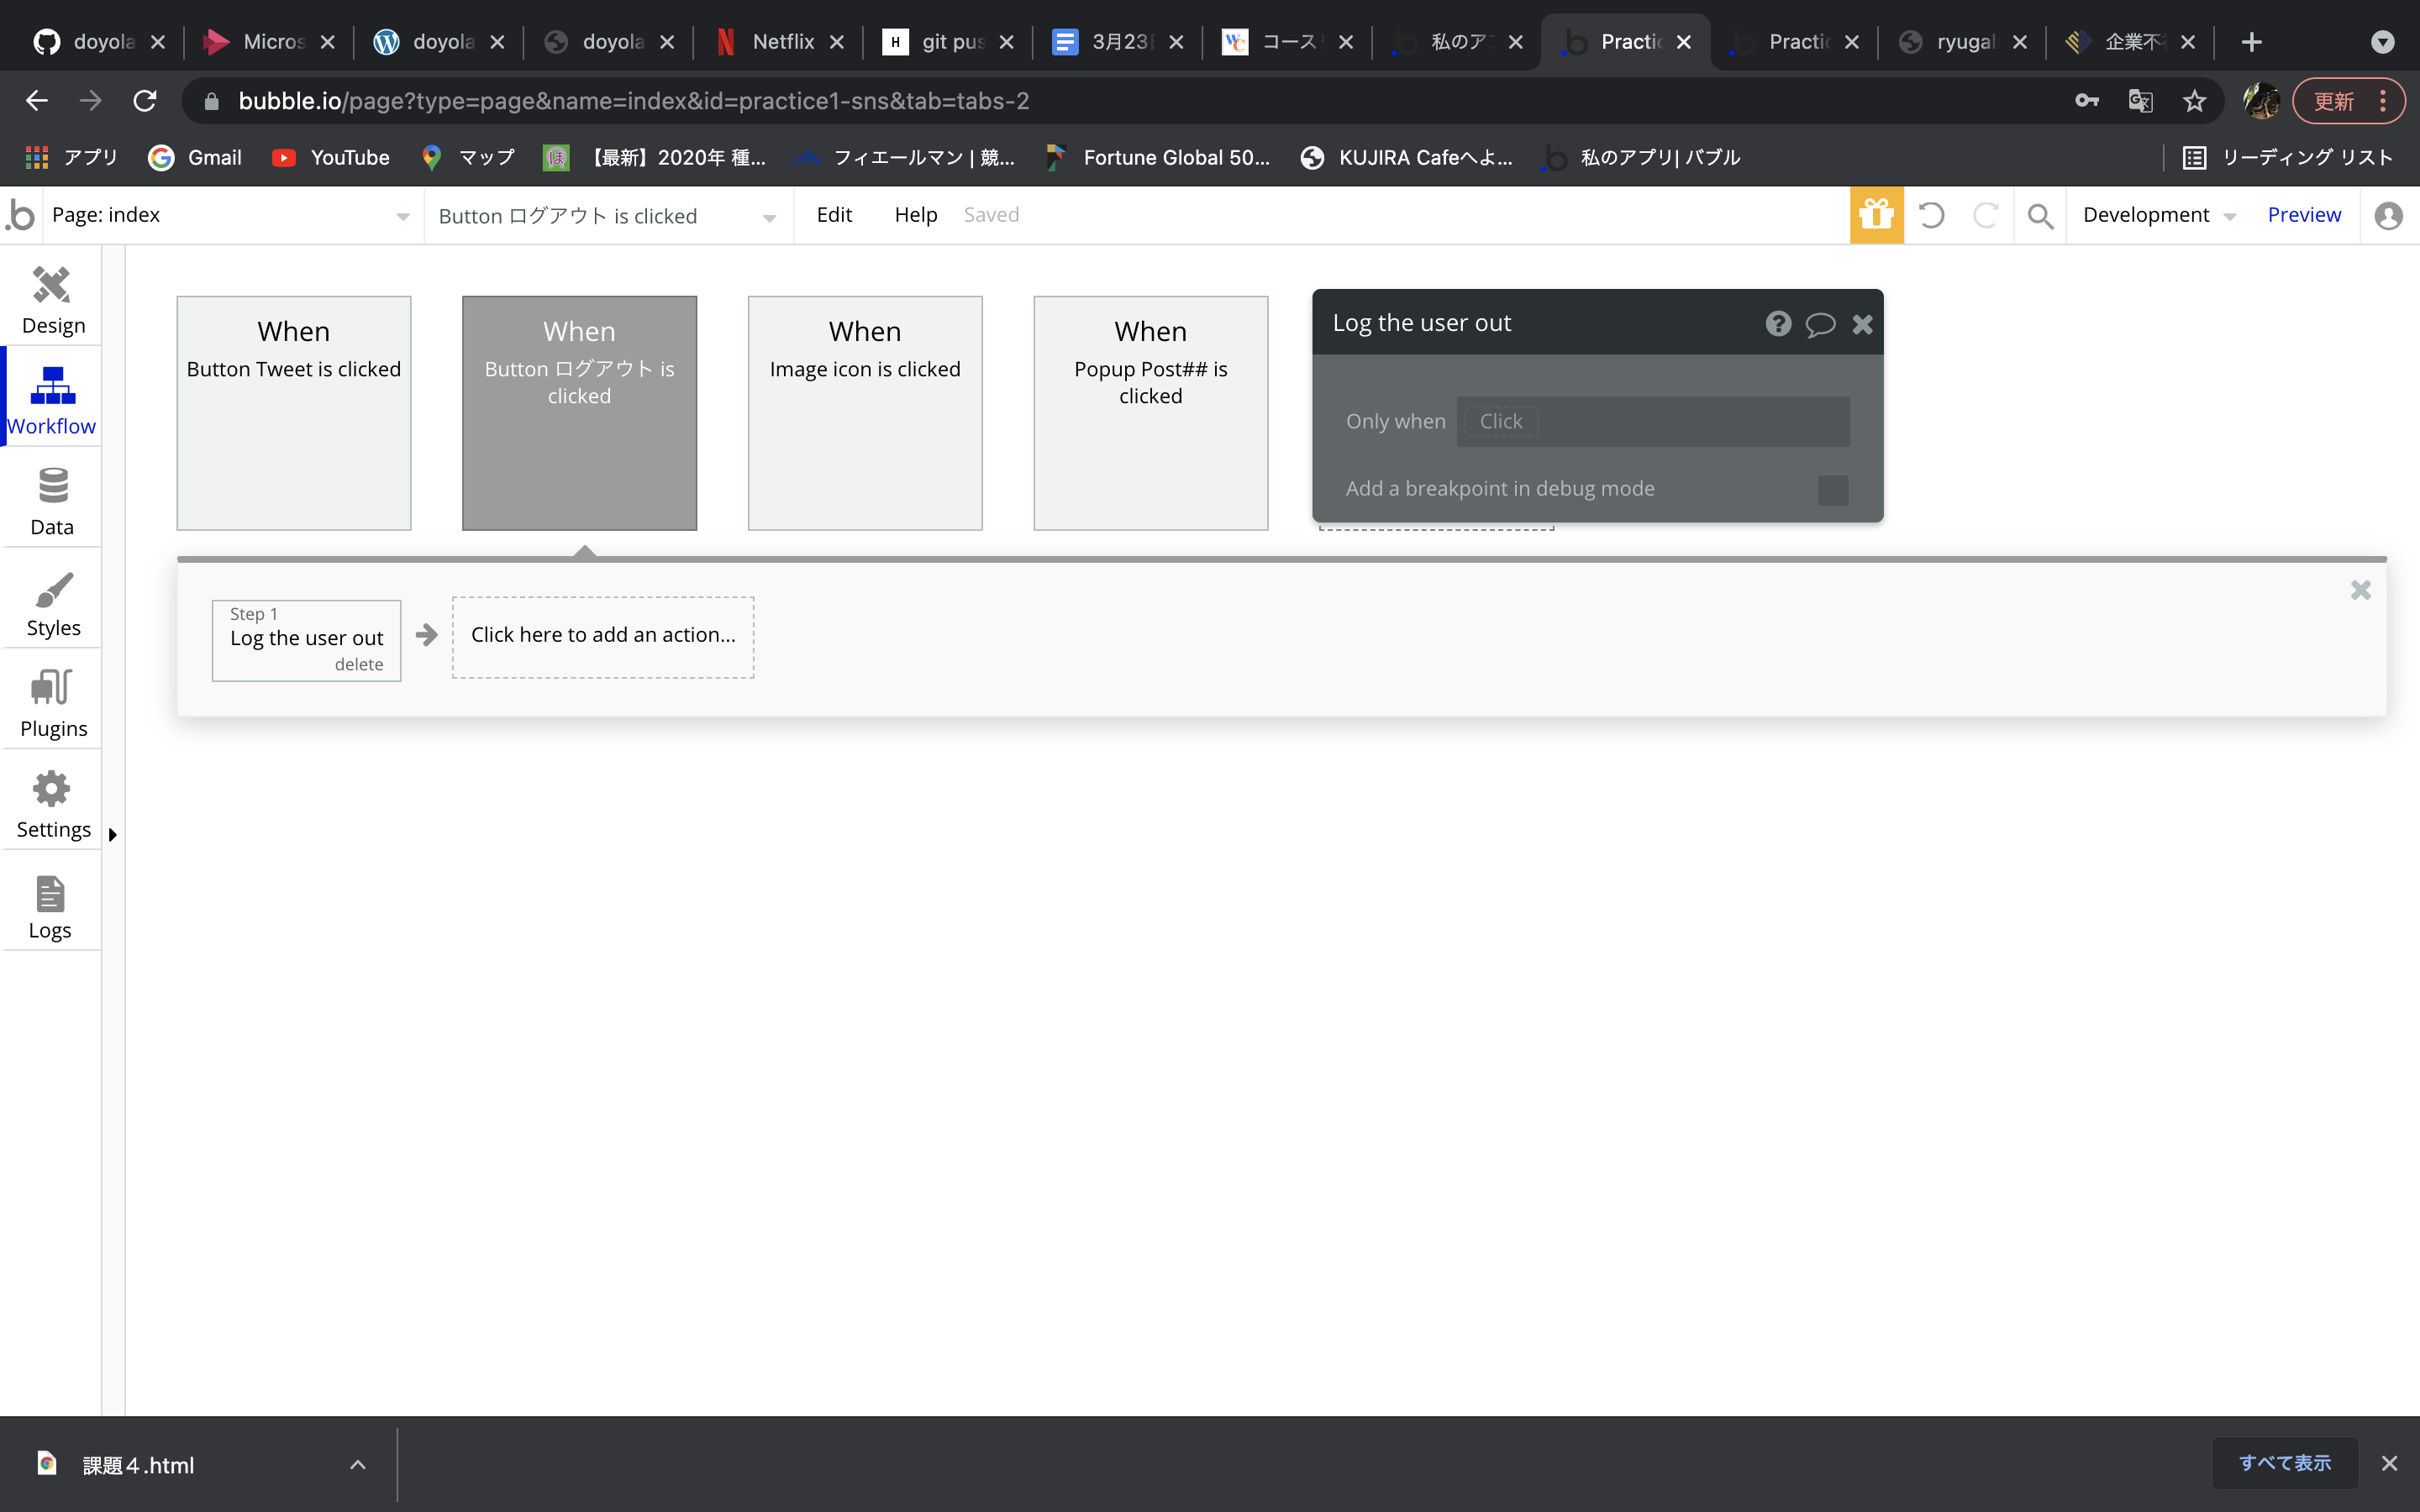 doyola
Micros
doyola
doyola
Netflix
git pus
3月23
コース
私のア
Practic
Practic
ryugal
企業不
bubble.io/page?type=page&name=index&id=practice1-sns&tab=tabs-2
更新
アプリ
Gmail
YouTube
マップ
【最新】2020年 種...
フィエールマン | 競...
Fortune Global 50...
KUJIRA Cafeへよ...
私のアプリ| バブル
リーディング リスト
Page: index
Button ログアウト is clicked
Edit
Help
Saved
Development
Preview
Design
Workflow
Data
Styles
Plugins
Settings
Logs
When
Button Tweet is clicked
When
Button ログアウト is
clicked
When
Image icon is clicked
When
Popup Post## is
clicked
Log the user out
Only when
Click
Add a breakpoint in debug mode
Step 1
Log the user out
delete
Click here to add an action...
課題４.html
すべて表示